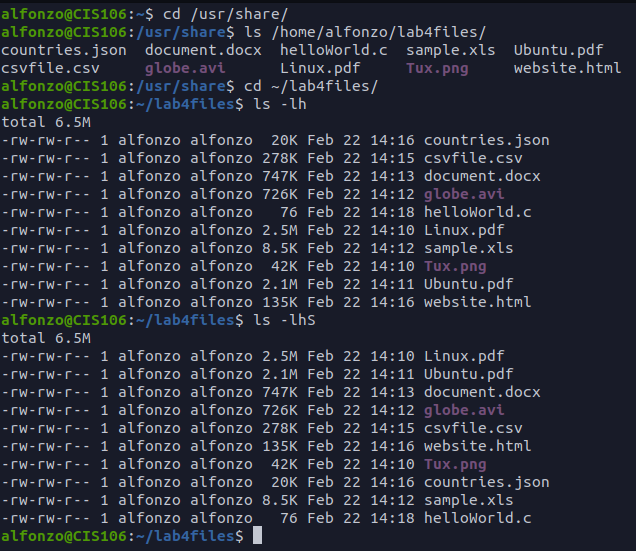 alfonzo@CIS106:~$ cd /usr/share/
alfonzo@CIS106:/usr/share$ ls /home/alfonzo/lab4files/
countries.json  document.docx  helloWorld.c  sample.xls  Ubuntu.pdf
csvfile.csv     globe.avi      Linux.pdf     Tux.png     website.html
alfonzo@CIS106:/usr/share$ cd ~/lab4files/
alfonzo@CIS106:~/lab4files$ ls -lh
total 6.5M
-rw-rw-r-- 1 alfonzo alfonzo  20K Feb 22 14:16 countries.json
-rw-rw-r-- 1 alfonzo alfonzo 278K Feb 22 14:15 csvfile.csv
-rw-rw-r-- 1 alfonzo alfonzo 747K Feb 22 14:13 document.docx
-rw-rw-r-- 1 alfonzo alfonzo 726K Feb 22 14:12 globe.avi
-rw-rw-r-- 1 alfonzo alfonzo   76 Feb 22 14:18 helloWorld.c
-rw-rw-r-- 1 alfonzo alfonzo 2.5M Feb 22 14:10 Linux.pdf
-rw-rw-r-- 1 alfonzo alfonzo 8.5K Feb 22 14:12 sample.xls
-rw-rw-r-- 1 alfonzo alfonzo  42K Feb 22 14:10 Tux.png
-rw-rw-r-- 1 alfonzo alfonzo 2.1M Feb 22 14:11 Ubuntu.pdf
-rw-rw-r-- 1 alfonzo alfonzo 135K Feb 22 14:16 website.html
alfonzo@CIS106:~/lab4files$ ls -lhS
total 6.5M
-rw-rw-r-- 1 alfonzo alfonzo 2.5M Feb 22 14:10 Linux.pdf
-rw-rw-r-- 1 alfonzo alfonzo 2.1M Feb 22 14:11 Ubuntu.pdf
-rw-rw-r-- 1 alfonzo alfonzo 747K Feb 22 14:13 document.docx
-rw-rw-r-- 1 alfonzo alfonzo 726K Feb 22 14:12 globe.avi
-rw-rw-r-- 1 alfonzo alfonzo 278K Feb 22 14:15 csvfile.csv
-rw-rw-r-- 1 alfonzo alfonzo 135K Feb 22 14:16 website.html
-rw-rw-r-- 1 alfonzo alfonzo  42K Feb 22 14:10 Tux.png
-rw-rw-r-- 1 alfonzo alfonzo  20K Feb 22 14:16 countries.json
-rw-rw-r-- 1 alfonzo alfonzo 8.5K Feb 22 14:12 sample.xls
-rw-rw-r-- 1 alfonzo alfonzo   76 Feb 22 14:18 helloWorld.c
alfonzo@CIS106:~/lab4files$